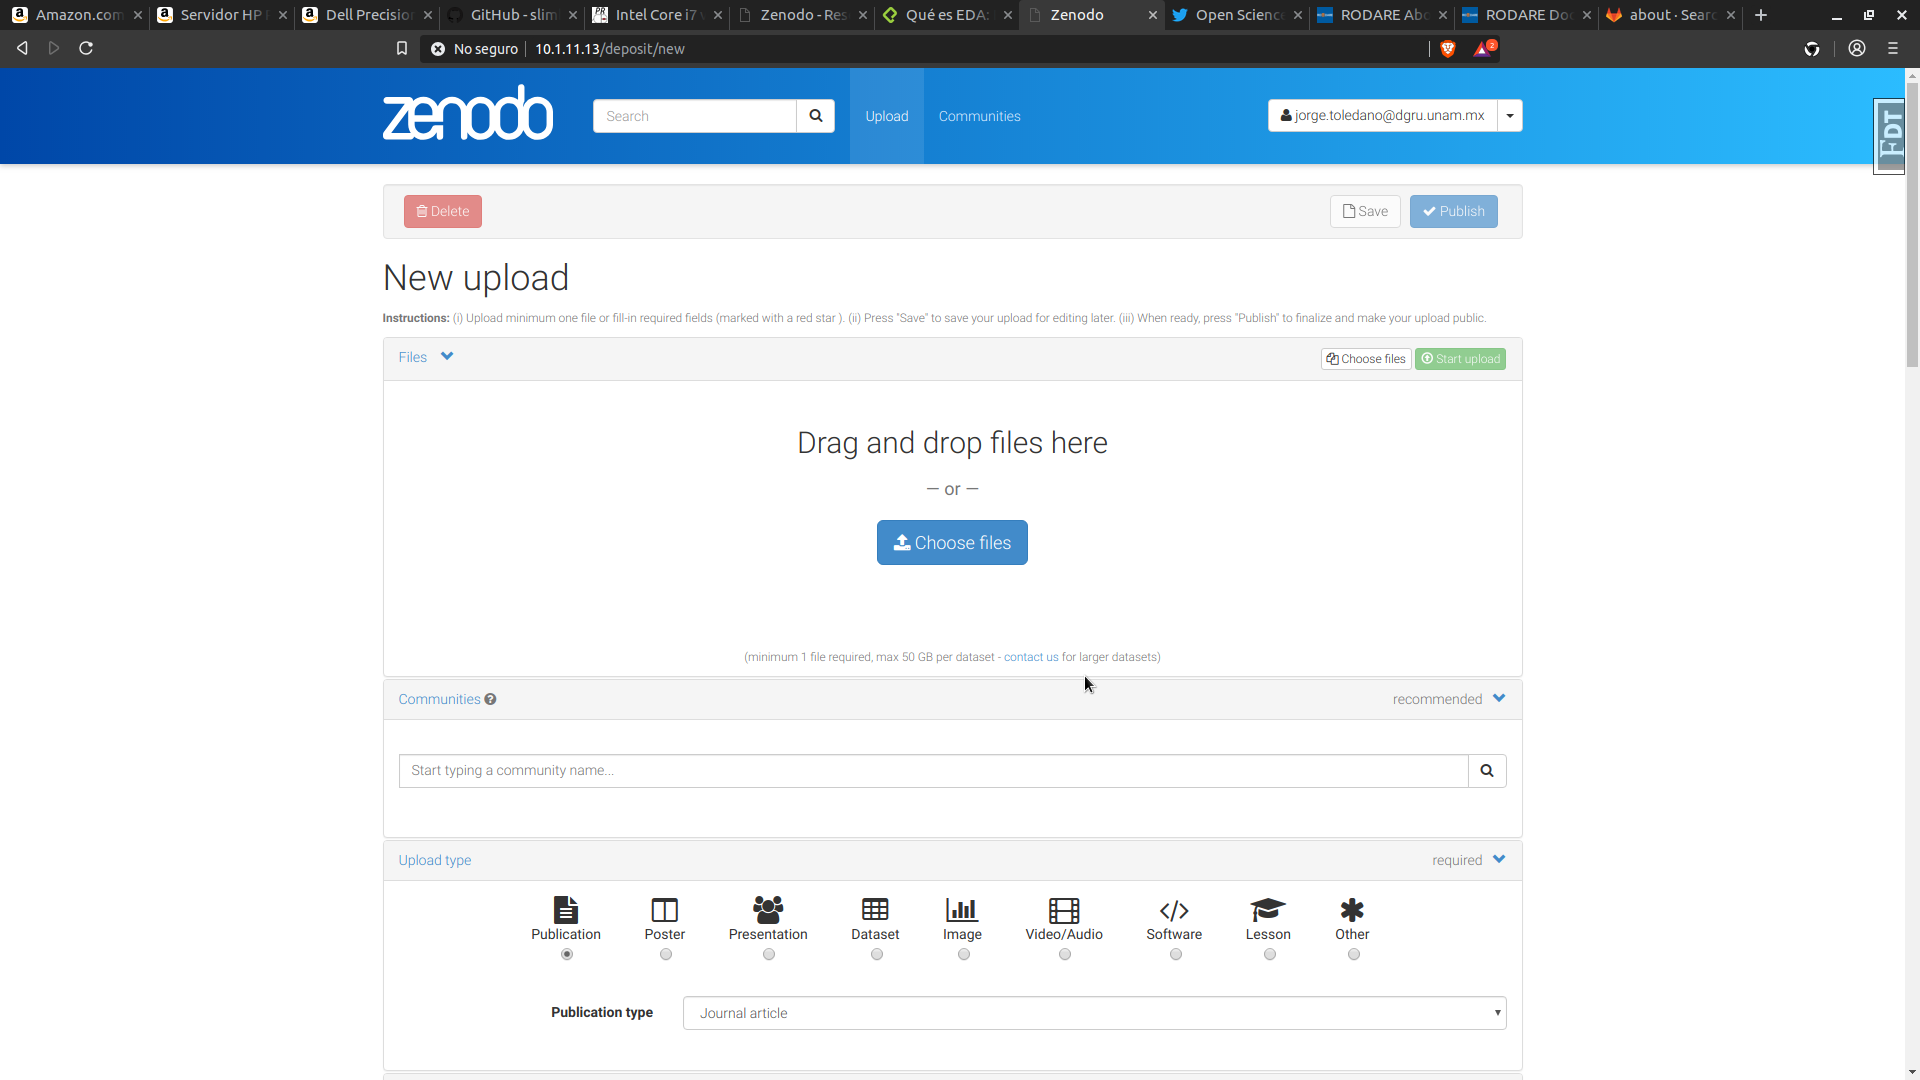 Amazon.com
Servidor HP
Dell Precision
GitHub - slim
Intel Core i7
Zenodo - Res
Qué es EDA:
Zenodo
Open Science
RODARE Abo
RODARE Do
about · Sear
No seguro 10.1.11.13/deposit/new
zenodo
Search
Upload
Communities
jorge.toledano@dgru.unam.mx
FDT
Delete
Save
Publish
New upload
Instructions: (i) Upload minimum one file or fill-in required fields (marked with a red star ). (ii) Press "Save" to save your upload for editing later. (iii) When ready, press "Publish" to finalize and make your upload public.
Files
Choose files
Start upload
Drag and drop files here
— or —
Choose files
(minimum 1 file required, max 50 GB per dataset - contact us for larger datasets)
Communities
recommended
Start typing a community name...
Upload type
required
Publication
Poster
Presentation
Dataset
Image
Video/Audio
Software
Lesson
Other
Publication type
Journal article